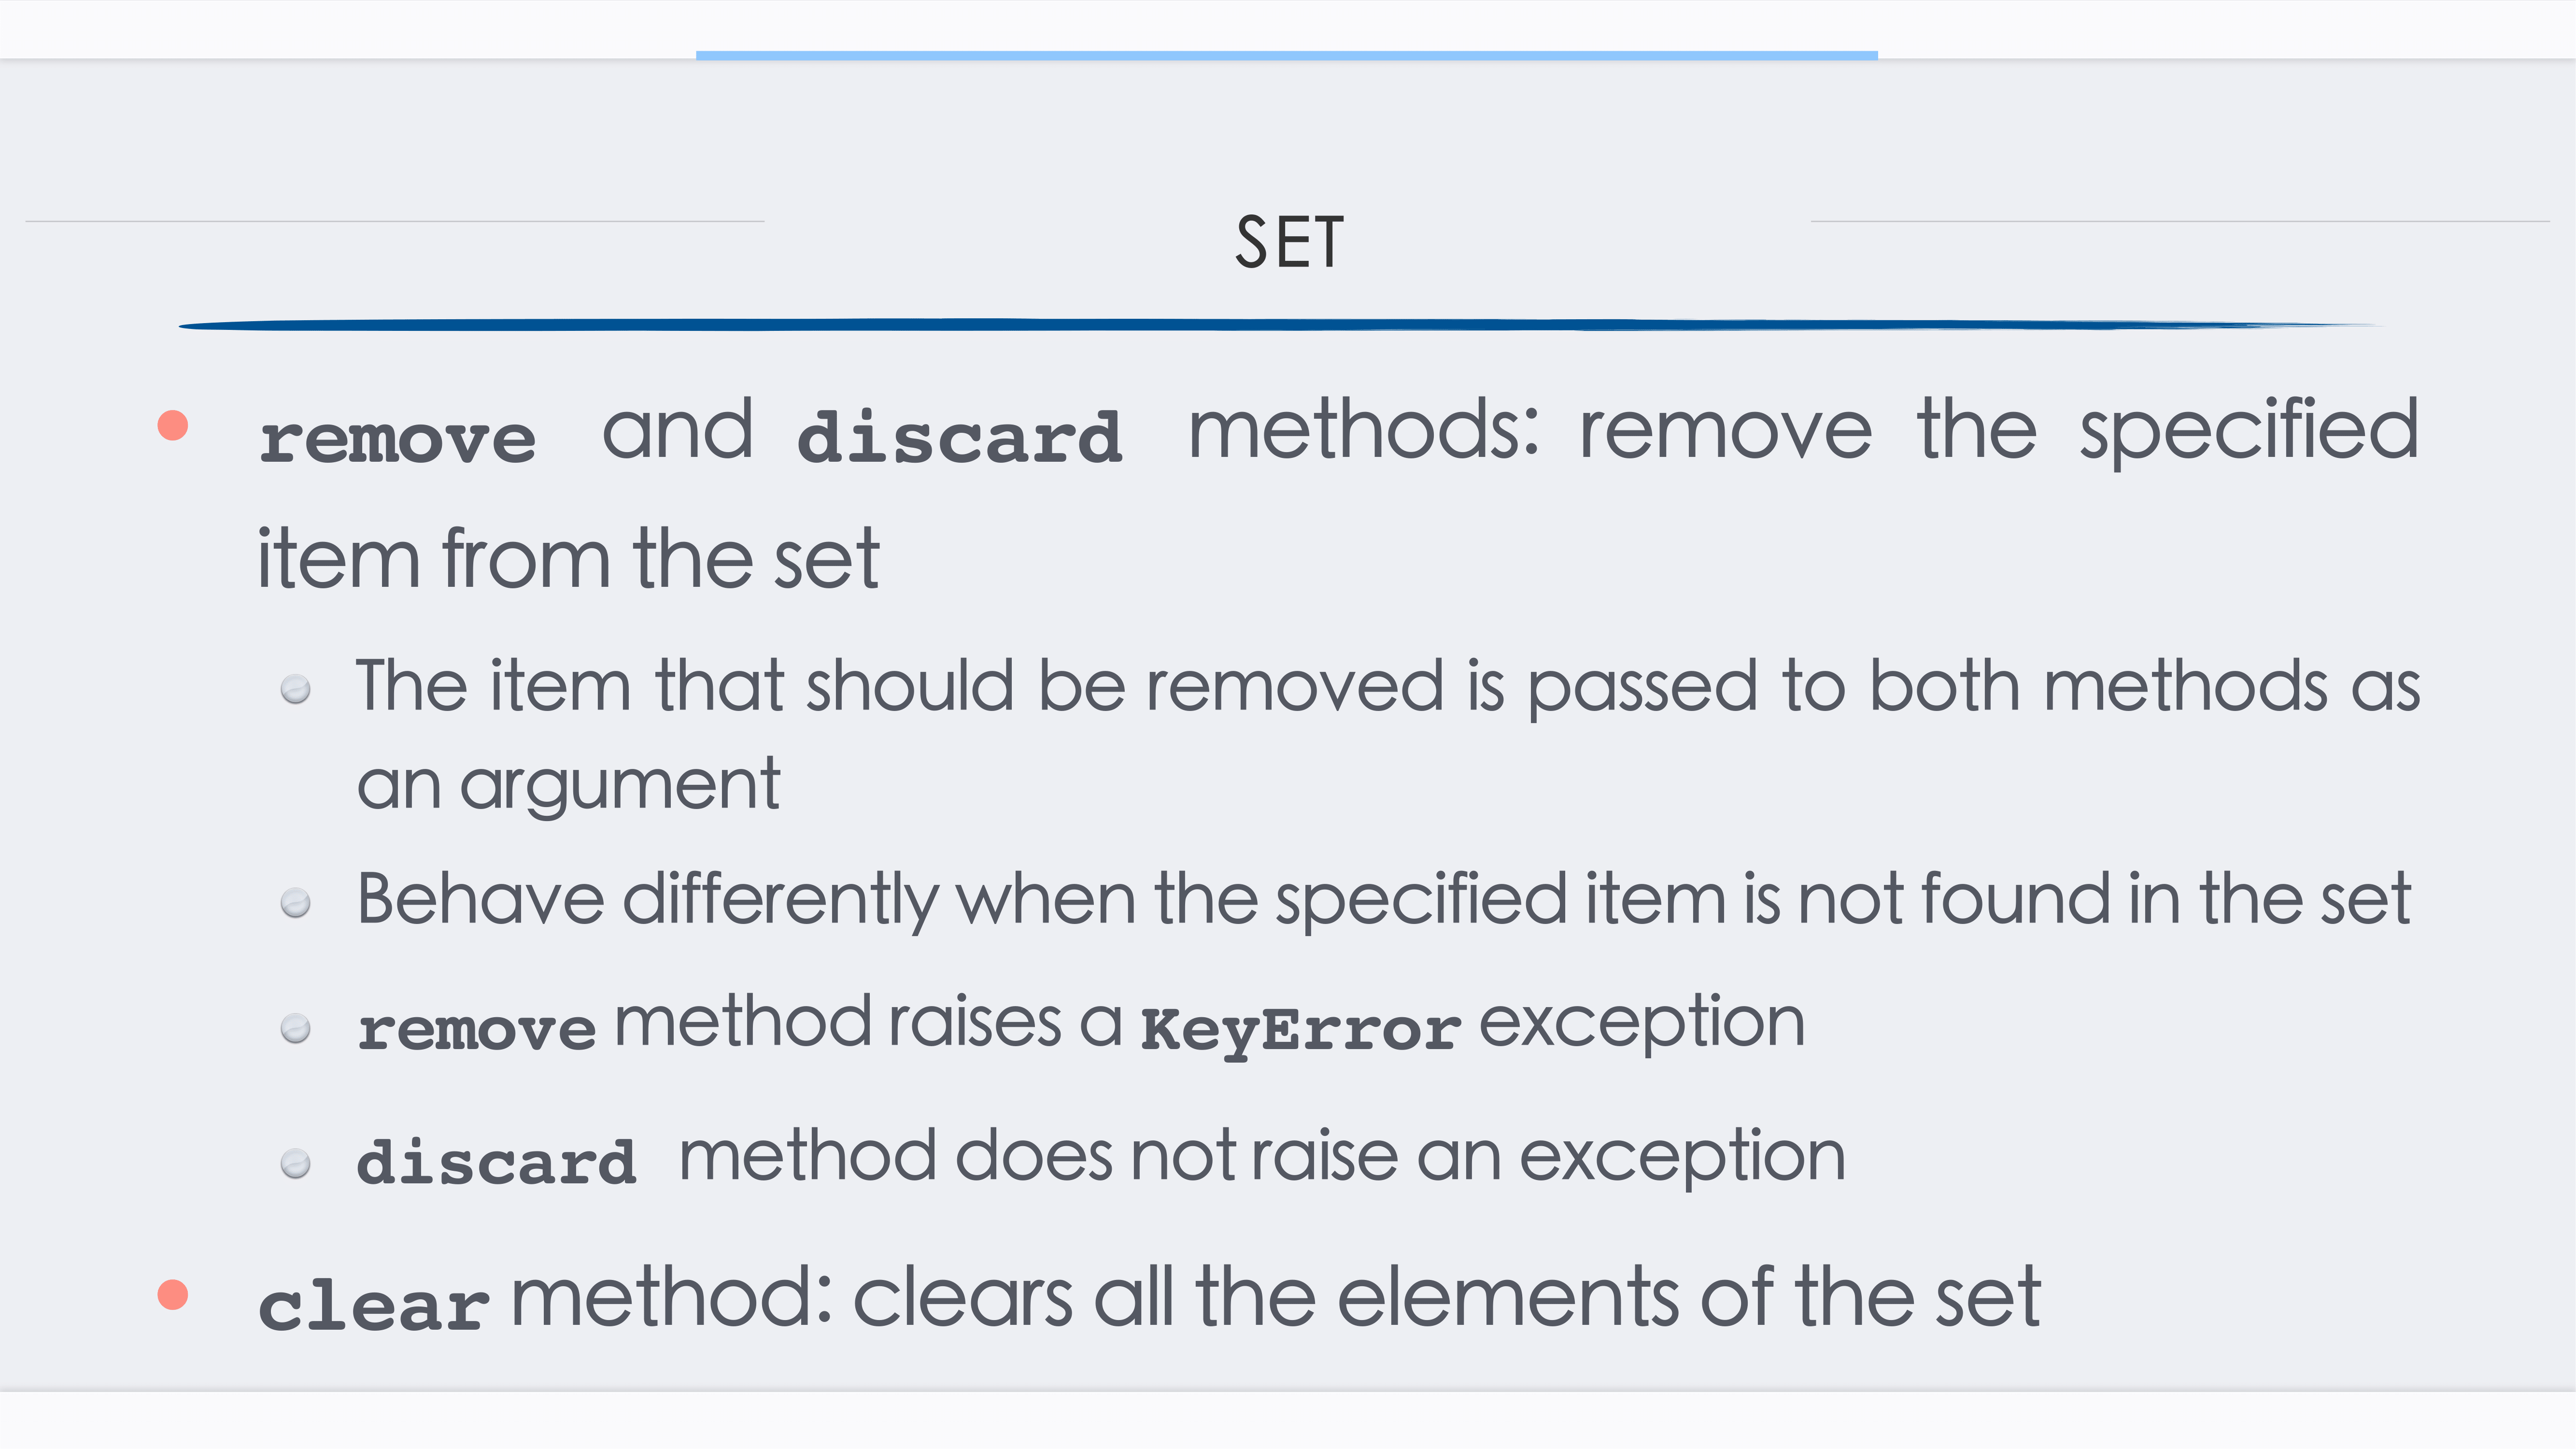 SET
remove and discard methods: remove the specified
item from the set
The item that should be removed is passed to both methods as
an argument
Behave differently when the specified item is not found in the set
remove method raises a KeyError exception
discard method does not raise an exception
clear method: clears all the elements of the set